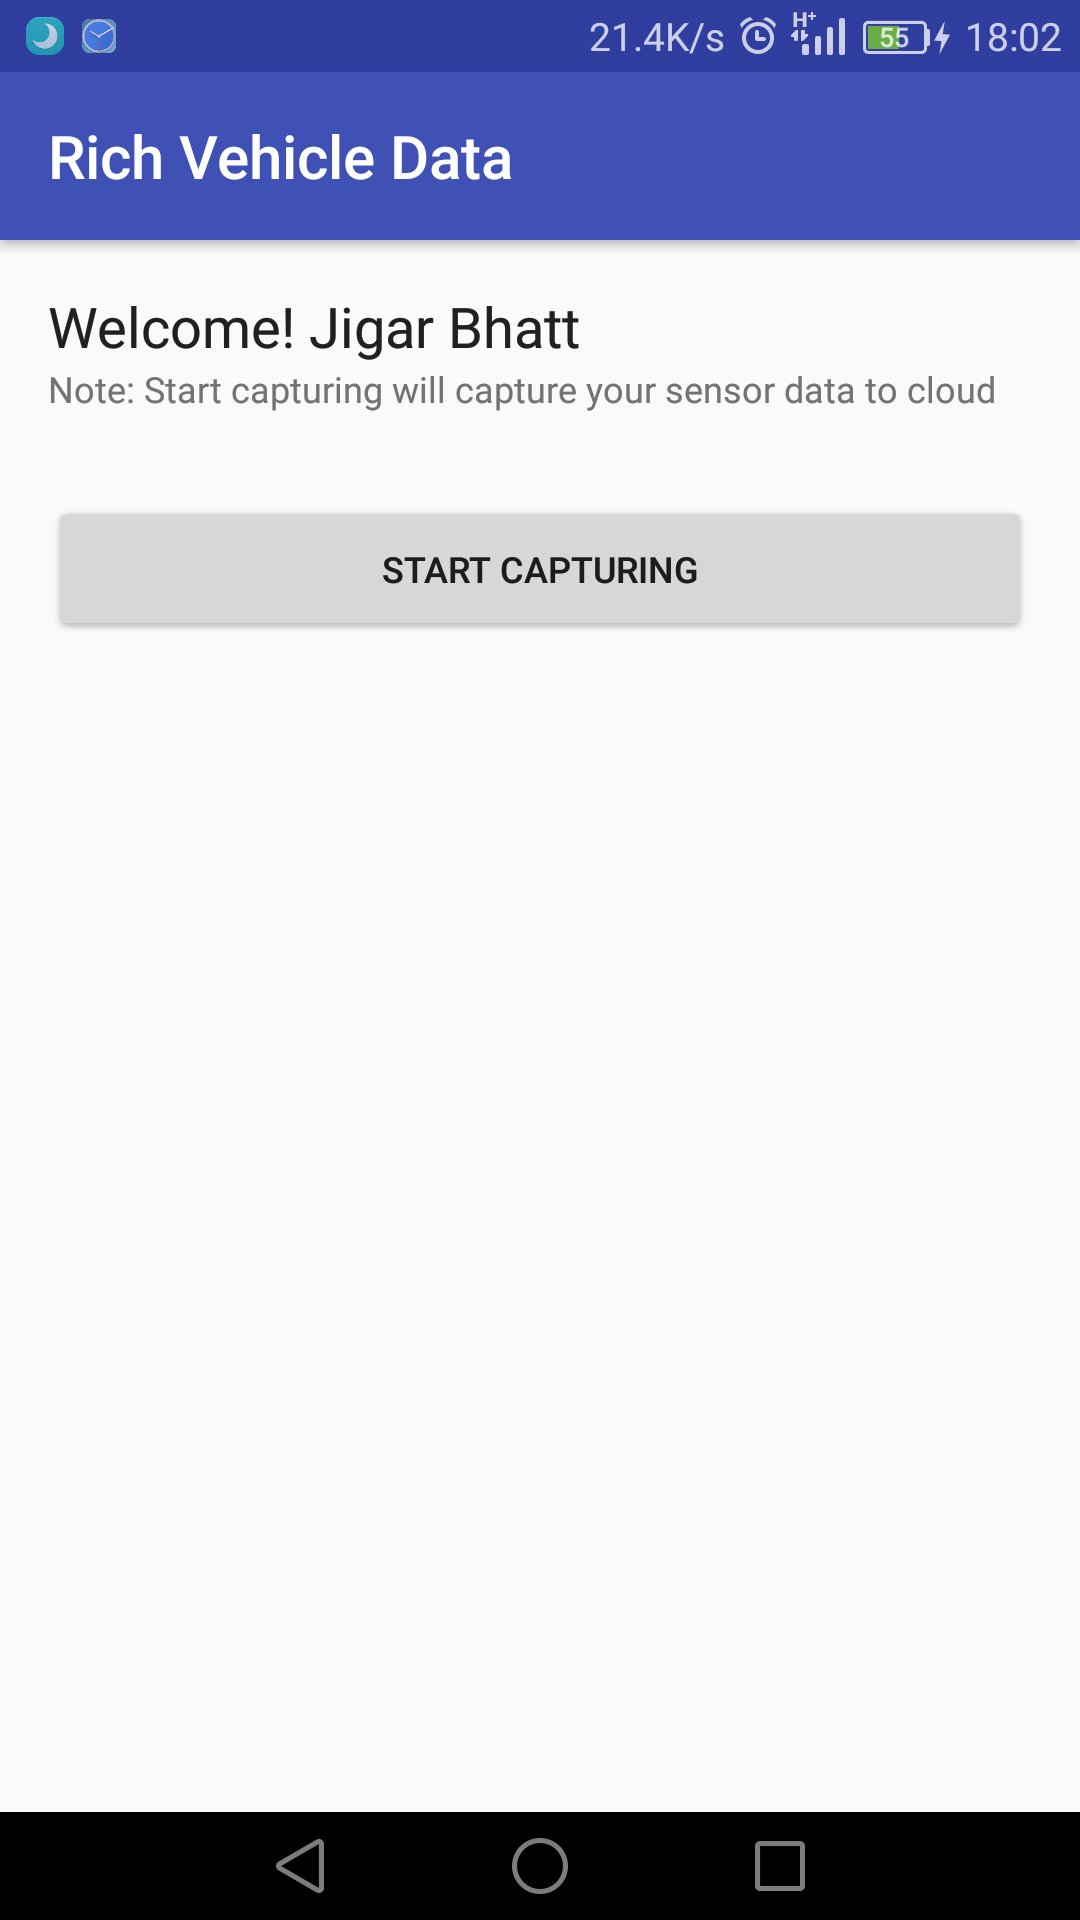 21.4K/s H+ 55 18:02
Rich Vehicle Data
Welcome! Jigar Bhatt
Note: Start capturing will capture your sensor data to cloud
START CAPTURING